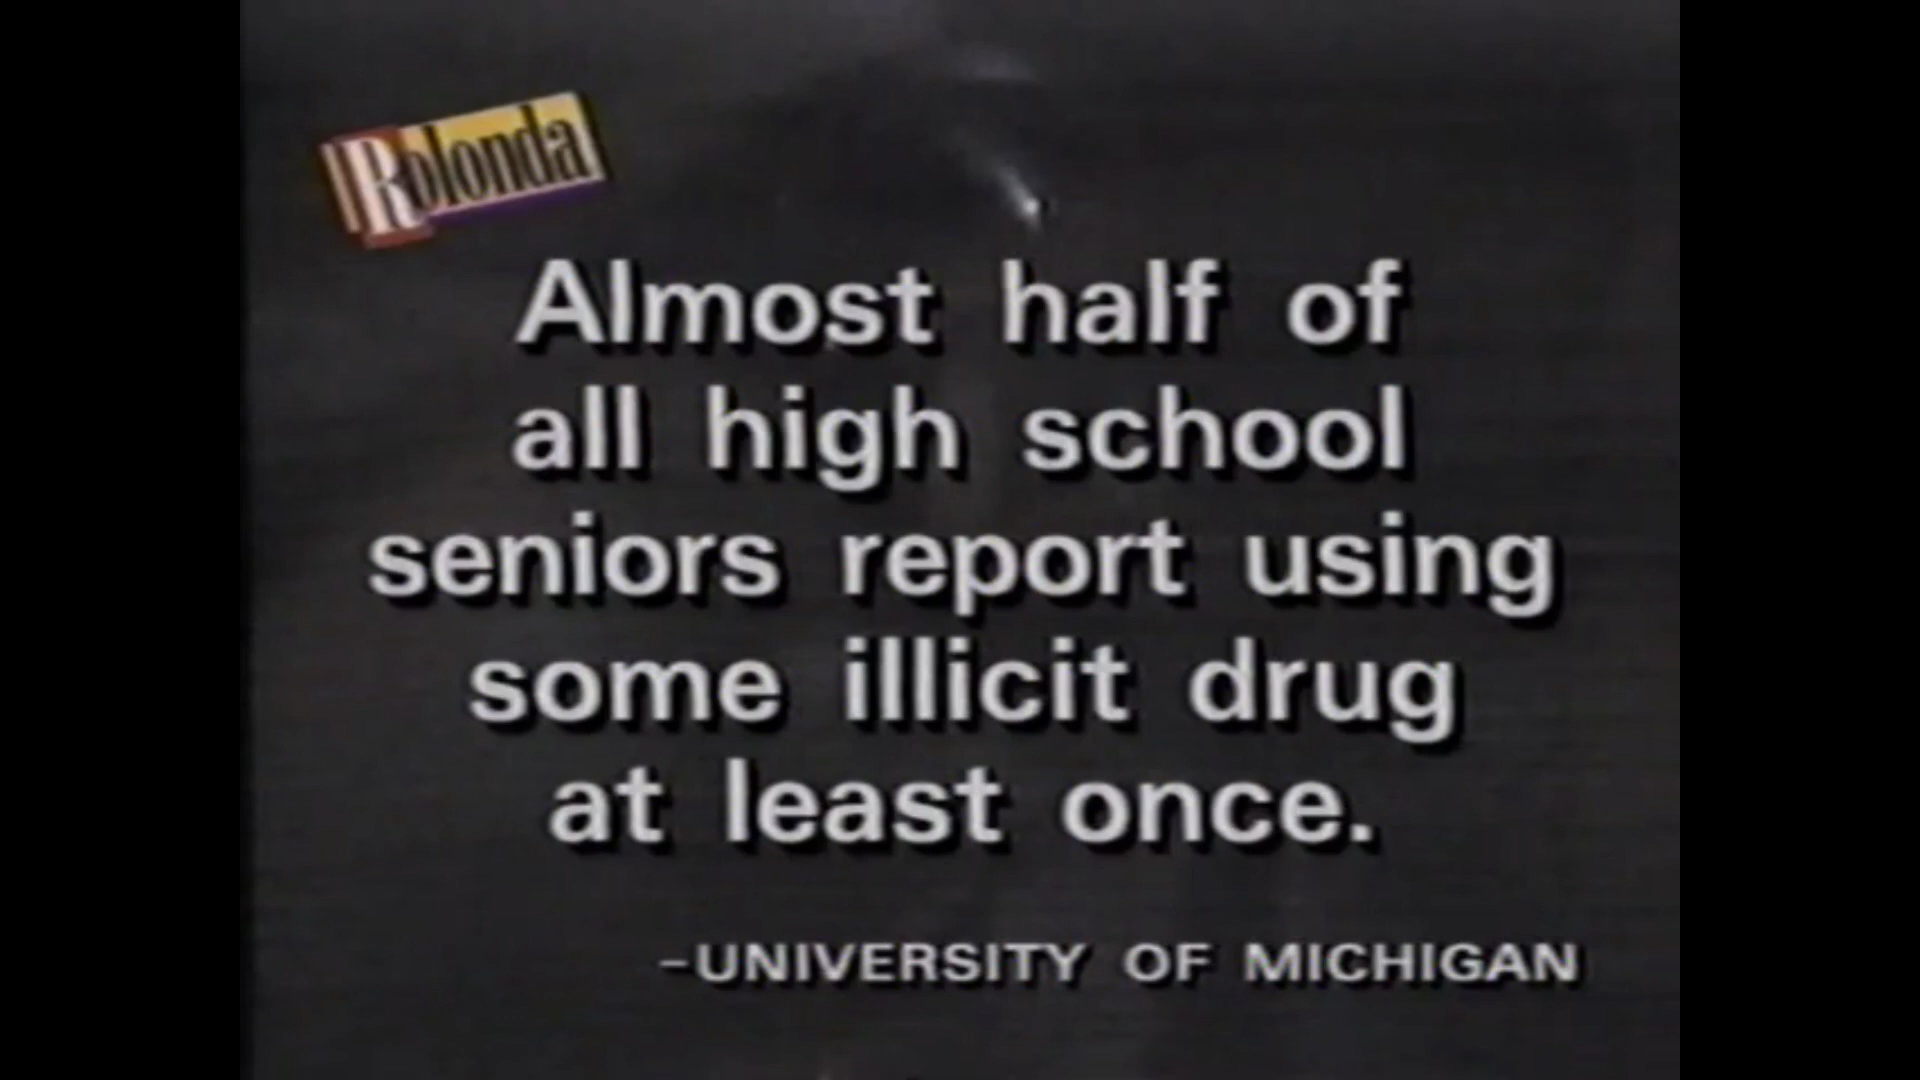 Rolonda
Almost half of
all high school
seniors report using
some illicit drug
at least once.
-UNIVERSITY OF MICHIGAN